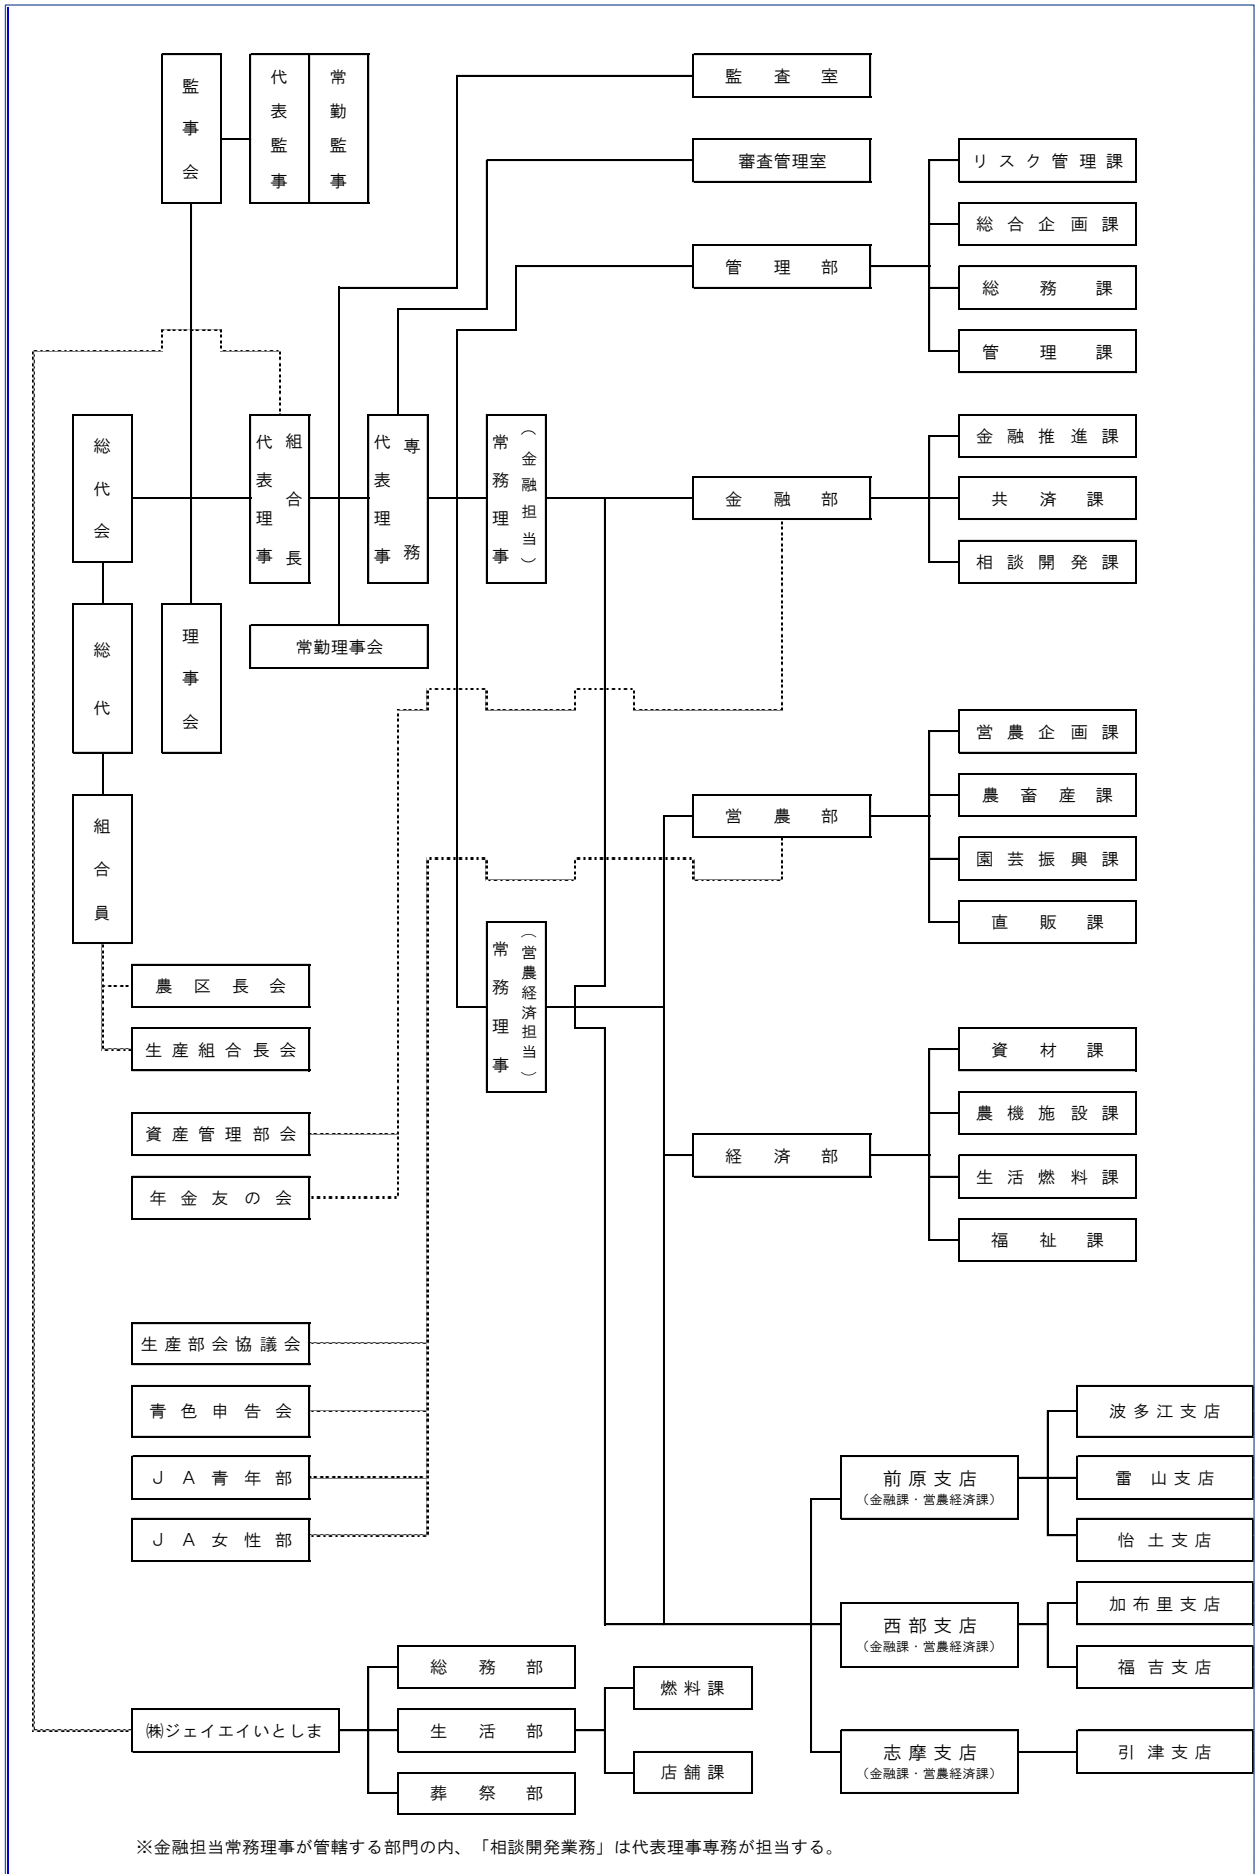 監事会
代表監事
常勤監事
監査室
審査管理室
管理部
リスク管理課
総合企画課
総務課
管理課
総代会
代表理事
組合長
代表理事
専務
常務理事
（金融担当）
金融部
金融推進課
共済課
相談開発課
総代
理事会
常勤理事会
組合員
営農部
営農企画課
農畜産課
園芸振興課
直販課
常務理事
（営農経済担当）
農区長会
生産組合長会
資産管理部会
年金友の会
経済部
資材課
農機施設課
生活燃料課
福祉課
生産部会協議会
青色申告会
ＪＡ青年部
ＪＡ女性部
前原支店
（金融課・営農経済課）
波多江支店
雷山支店
怡土支店
西部支店
（金融課・営農経済課）
加布里支店
福吉支店
志摩支店
（金融課・営農経済課）
引津支店
㈱ジェイエイいとしま
総務部
生活部
葬祭部
燃料課
店舗課
※金融担当常務理事が管轄する部門の内、「相談開発業務」は代表理事専務が担当する。